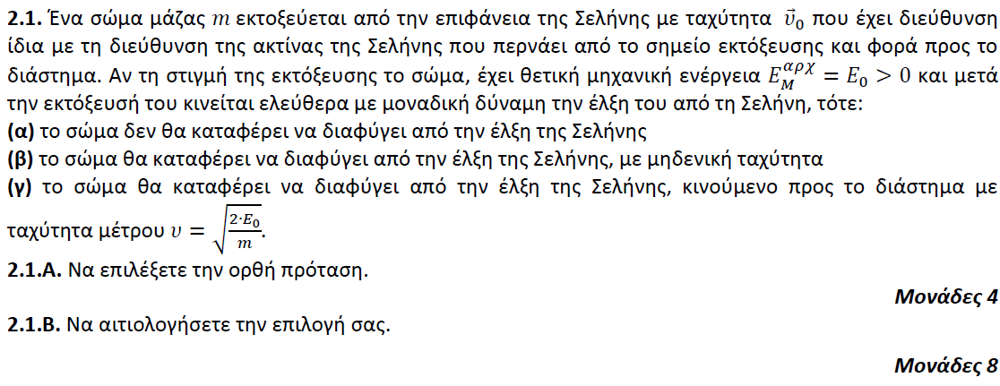 2.1. Ένα σώμα μάζας m εκτοξεύεται από την επιφάνεια της Σελήνης με ταχύτητα \vec{υ}_0 που έχει διεύθυνση
ίδια με τη διεύθυνση της ακτίνας της Σελήνης που περνάει από το σημείο εκτόξευσης και φορά προς το
διάστημα. Αν τη στιγμή της εκτόξευσης το σώμα, έχει θετική μηχανική ενέργεια E_M^{αρχ} = E_0 > 0 και μετά
την εκτόξευσή του κινείται ελεύθερα με μοναδική δύναμη την έλξη του από τη Σελήνη, τότε:
(α) το σώμα δεν θα καταφέρει να διαφύγει από την έλξη της Σελήνης
(β) το σώμα θα καταφέρει να διαφύγει από την έλξη της Σελήνης, με μηδενική ταχύτητα
(γ) το σώμα θα καταφέρει να διαφύγει από την έλξη της Σελήνης, κινούμενο προς το διάστημα με
ταχύτητα μέτρου υ = \sqrt{\frac{2·E_0}{m}}.
2.1.Α. Να επιλέξετε την ορθή πρόταση.
Μονάδες 4
2.1.Β. Να αιτιολογήσετε την επιλογή σας.
Μονάδες 8